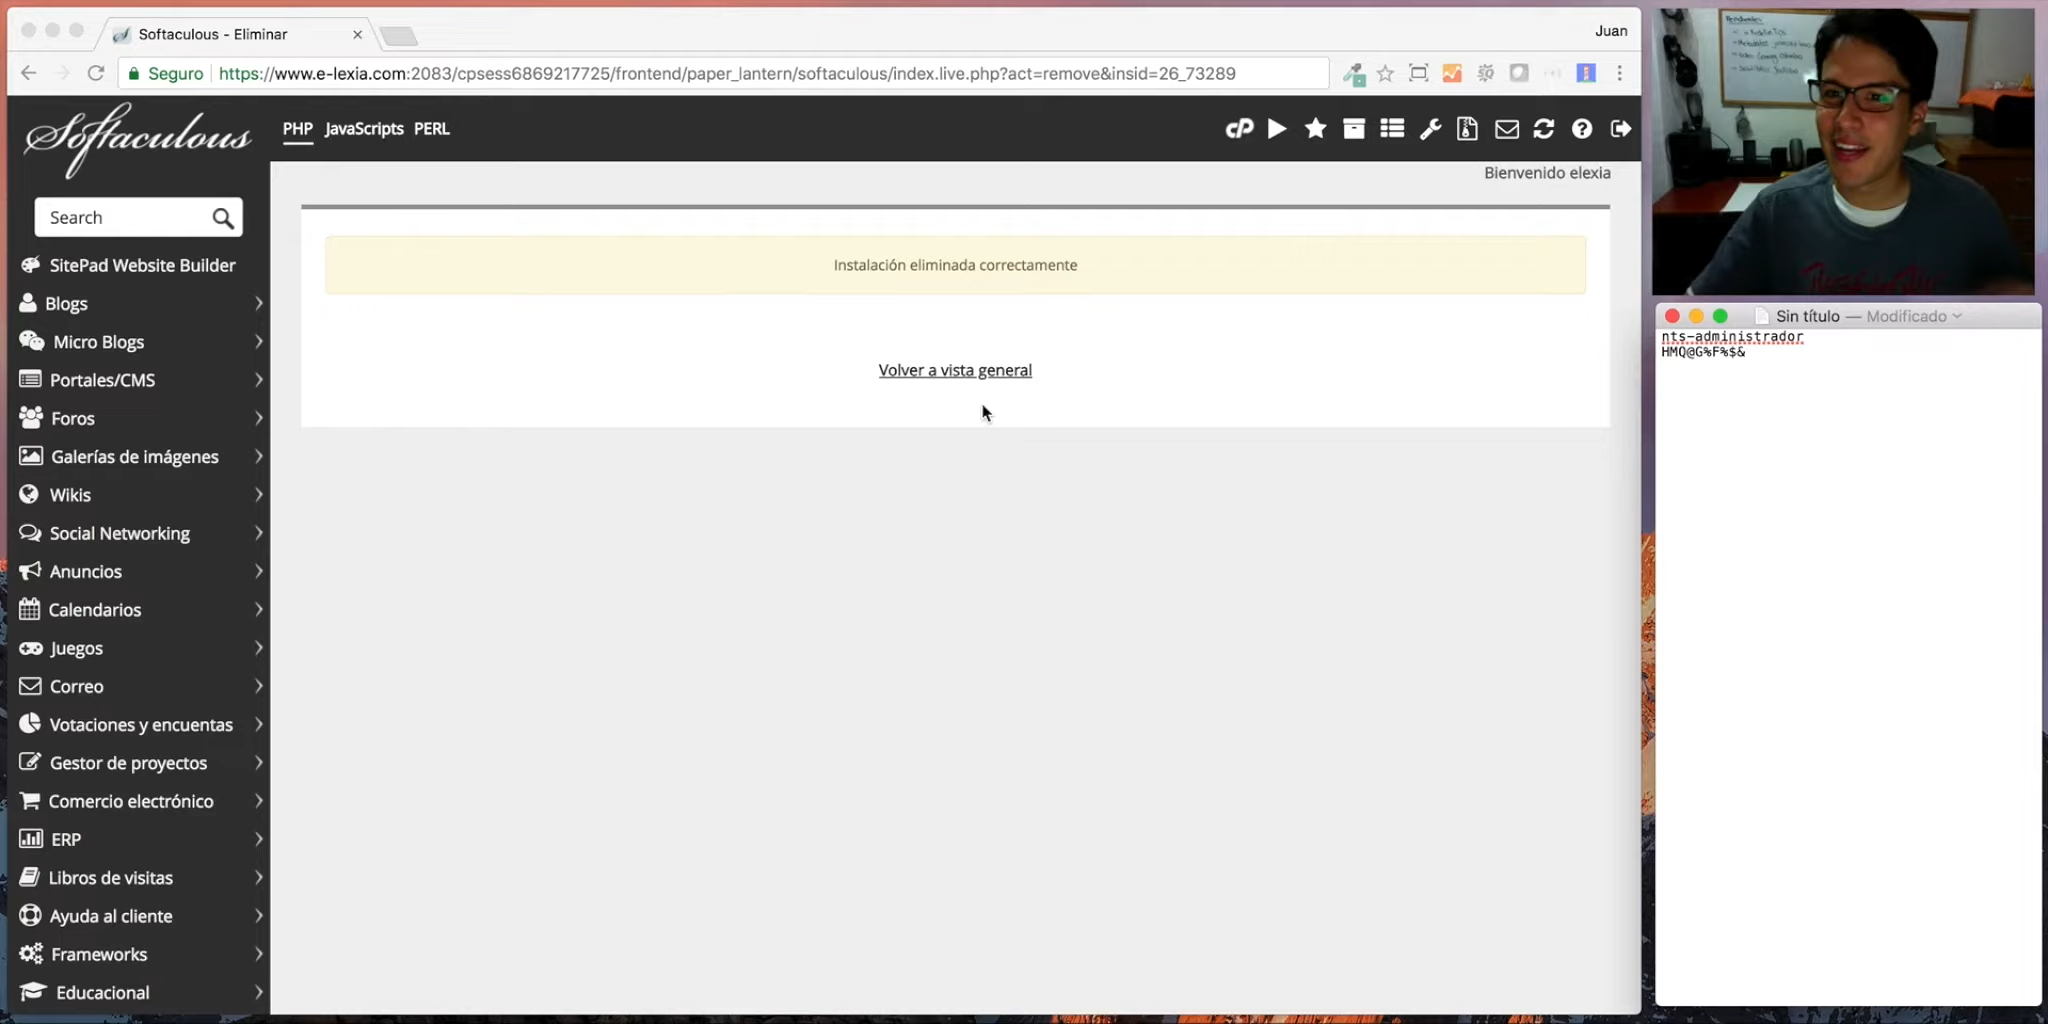 Softaculous - Eliminar
Juan
Seguro
https://www.e-lexia.com:2083/cpsess6869217725/frontend/paper_lantern/softaculous/index.live.php?act=remove&insid=26_73289
Softaculous
PHP JavaScripts PERL
cP
Bienvenido elexia
Search
Instalación eliminada correctamente
Volver a vista general
SitePad Website Builder
Blogs
Micro Blogs
Portales/CMS
Foros
Galerías de imágenes
Wikis
Social Networking
Anuncios
Calendarios
Juegos
Correo
Votaciones y encuentas
Gestor de proyectos
Comercio electrónico
ERP
Libros de visitas
Ayuda al cliente
Frameworks
Educacional
Sin título — Modificado
nts-administrador
HMQ@G%F%$&